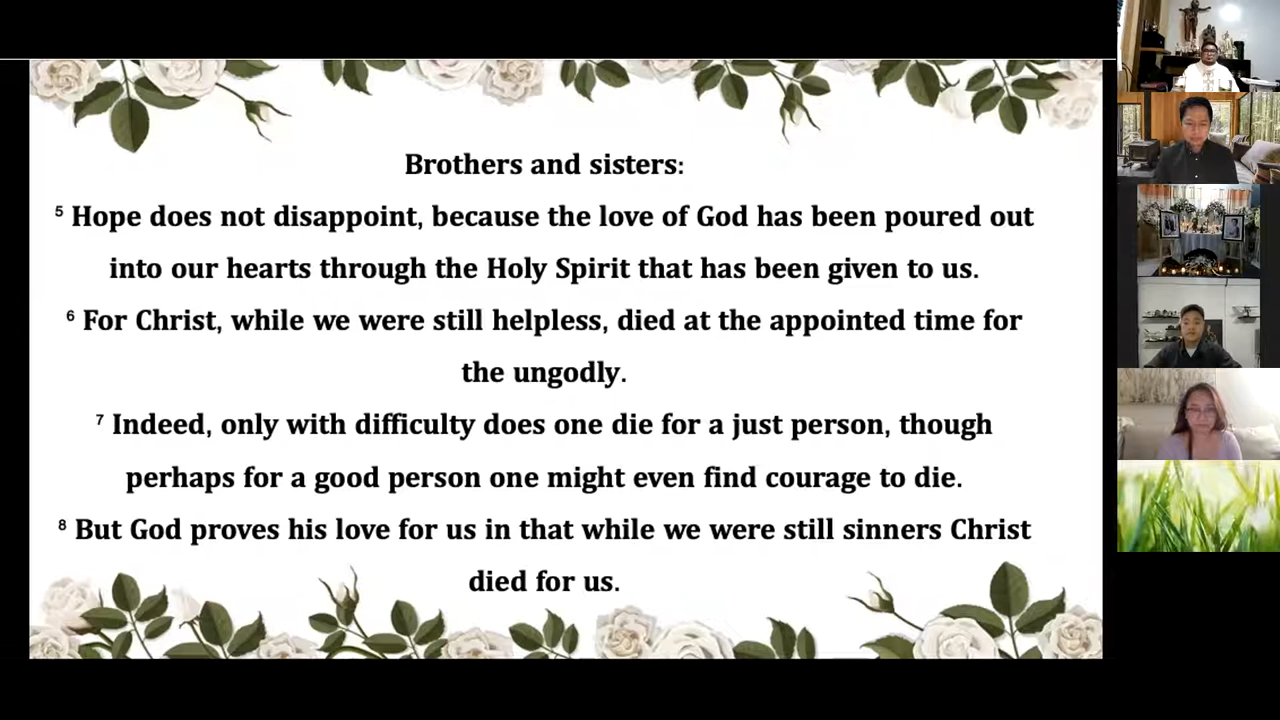 Brothers and sisters:
⁵ Hope does not disappoint, because the love of God has been poured out
into our hearts through the Holy Spirit that has been given to us.
⁶ For Christ, while we were still helpless, died at the appointed time for
the ungodly.
⁷ Indeed, only with difficulty does one die for a just person, though
perhaps for a good person one might even find courage to die.
⁸ But God proves his love for us in that while we were still sinners Christ
died for us.